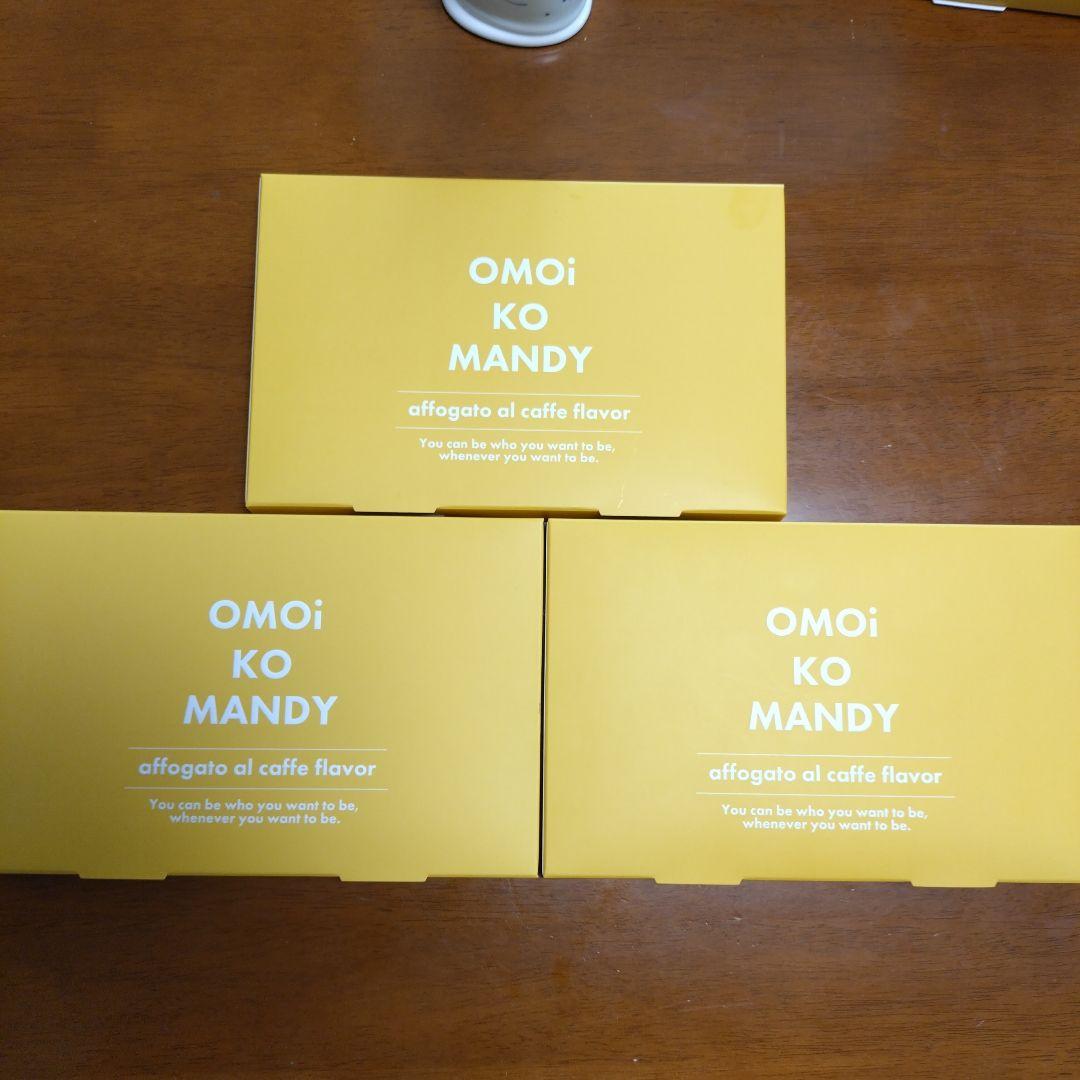 OMOi
KO
MANDY
affogato al caffe flavor
You can be who you want to be,
whenever you want to be.
OMOi
KO
MANDY
affogato al caffe flavor
You can be who you want to be,
whenever you want to be.
OMOi
KO
MANDY
affogato al caffe flavor
You can be who you want to be,
whenever you want to be.